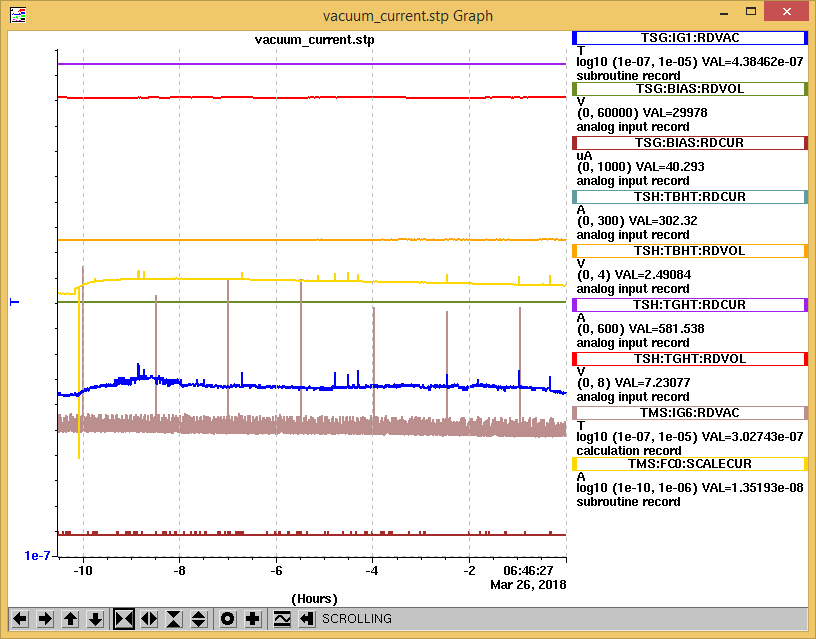 vacuum_current.stp Graph
vacuum_current.stp
T
1e-7
-10
-8
-6
-4
-2
06:46:27
Mar 26, 2018
(Hours)
TSG:IG1:RDVAC
T
log10 (1e-07, 1e-05) VAL=4.38462e-07
subroutine record
TSG:BIAS:RDVOL
V
(0, 60000) VAL=29978
analog input record
TSG:BIAS:RDCUR
uA
(0, 1000) VAL=40.293
analog input record
TSH:TBHT:RDCUR
A
(0, 300) VAL=302.32
analog input record
TSH:TBHT:RDVOL
V
(0, 4) VAL=2.49084
analog input record
TSH:TGHT:RDCUR
A
(0, 600) VAL=581.538
analog input record
TSH:TGHT:RDVOL
V
(0, 8) VAL=7.23077
analog input record
TMS:IG6:RDVAC
T
log10 (1e-07, 1e-05) VAL=3.02743e-07
calculation record
TMS:FC0:SCALECUR
A
log10 (1e-10, 1e-06) VAL=1.35193e-08
subroutine record
SCROLLING